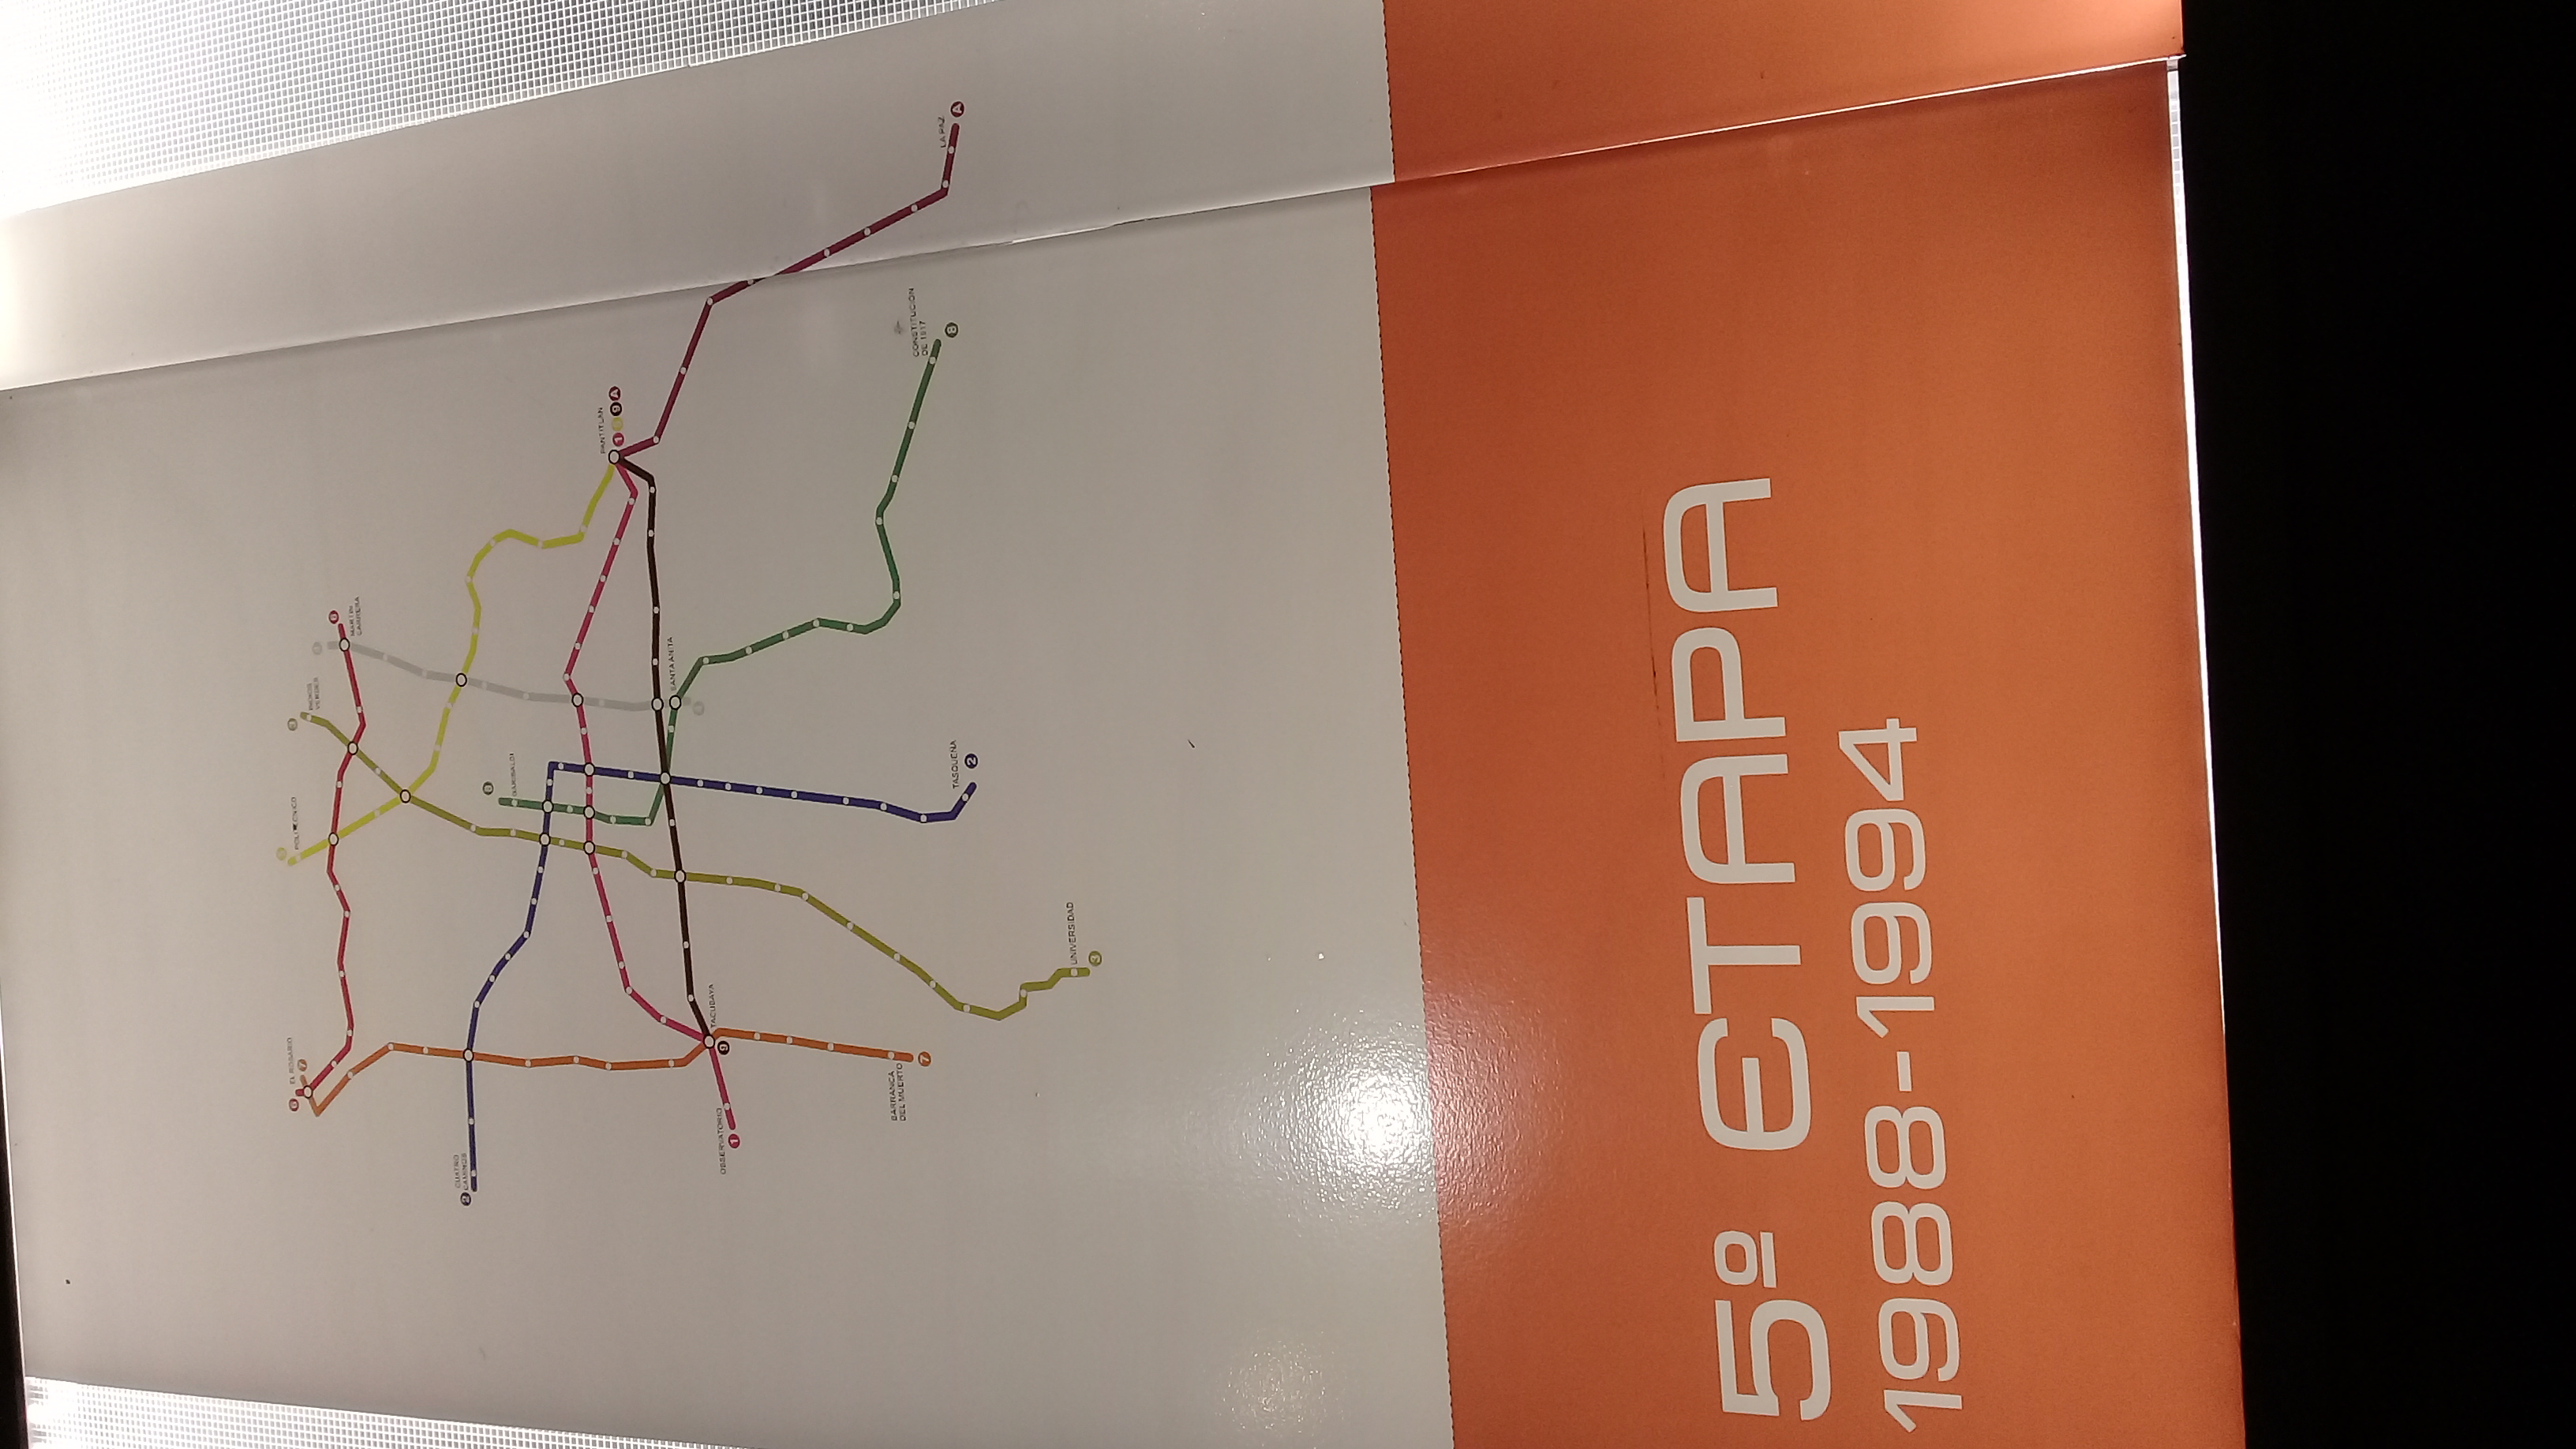 6 EL ROSARIO
7
5
POLITECNICO
3
INDIOS
VERDES
4
6
MARTIN
CARRERA
CUATRO
2 CAMINOS
8
GARIBALDI
PANTITLAN
1 5 9 A
SANTA ANITA
4
OBSERVATORIO
1
9 TACUBAYA
BARRANCA
DEL MUERTO
7
CONSTITUCION
DE 1917
8
LA PAZ
A
TASQUEÑA
2
UNIVERSIDAD
3
5º ETAPA
1988-1994